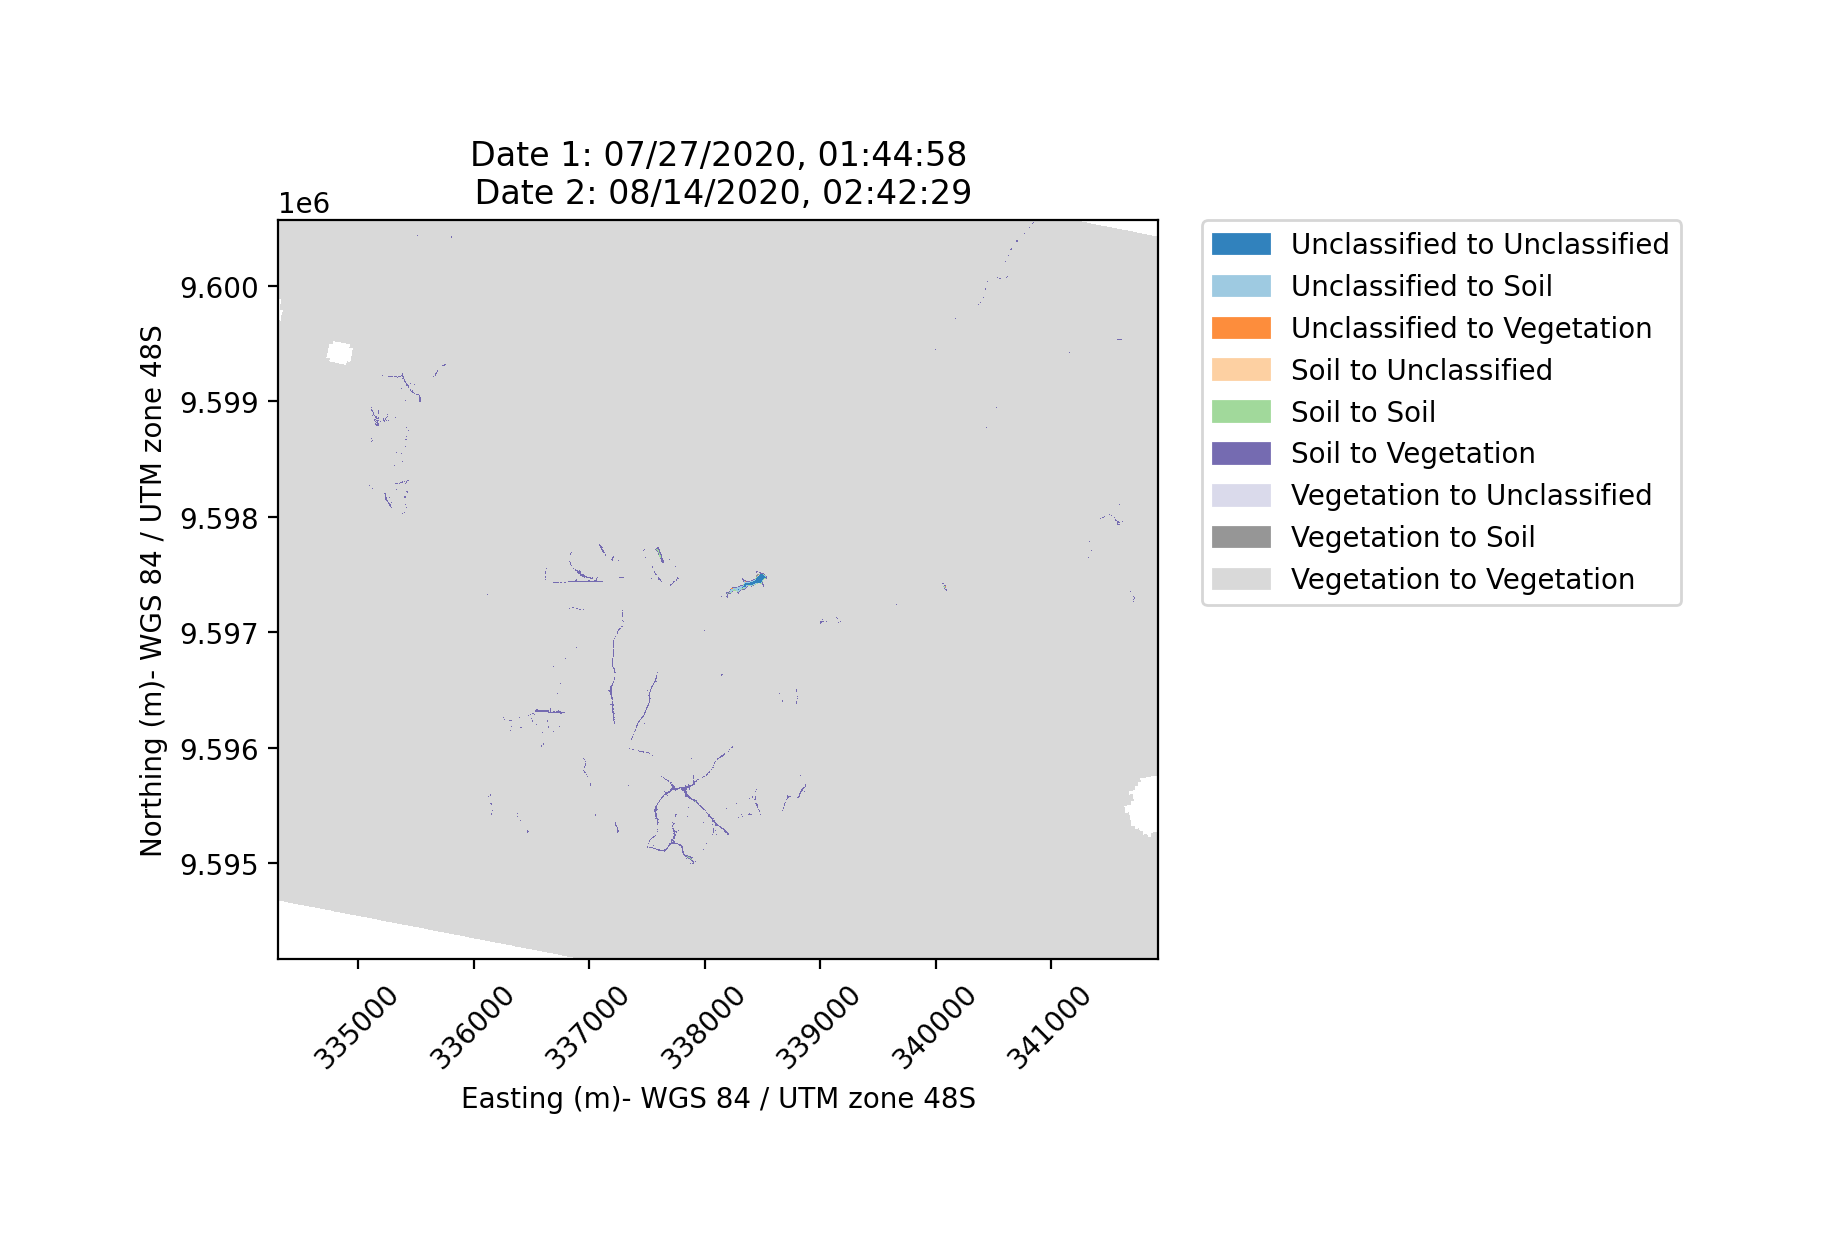 Date 1: 07/27/2020, 01:44:58
Date 2: 08/14/2020, 02:42:29
1e6
9.600
9.599
9.598
9.597
9.596
9.595
Northing (m)- WGS 84 / UTM zone 48S
335000
336000
337000
338000
339000
340000
341000
Easting (m)- WGS 84 / UTM zone 48S
Unclassified to Unclassified
Unclassified to Soil
Unclassified to Vegetation
Soil to Unclassified
Soil to Soil
Soil to Vegetation
Vegetation to Unclassified
Vegetation to Soil
Vegetation to Vegetation